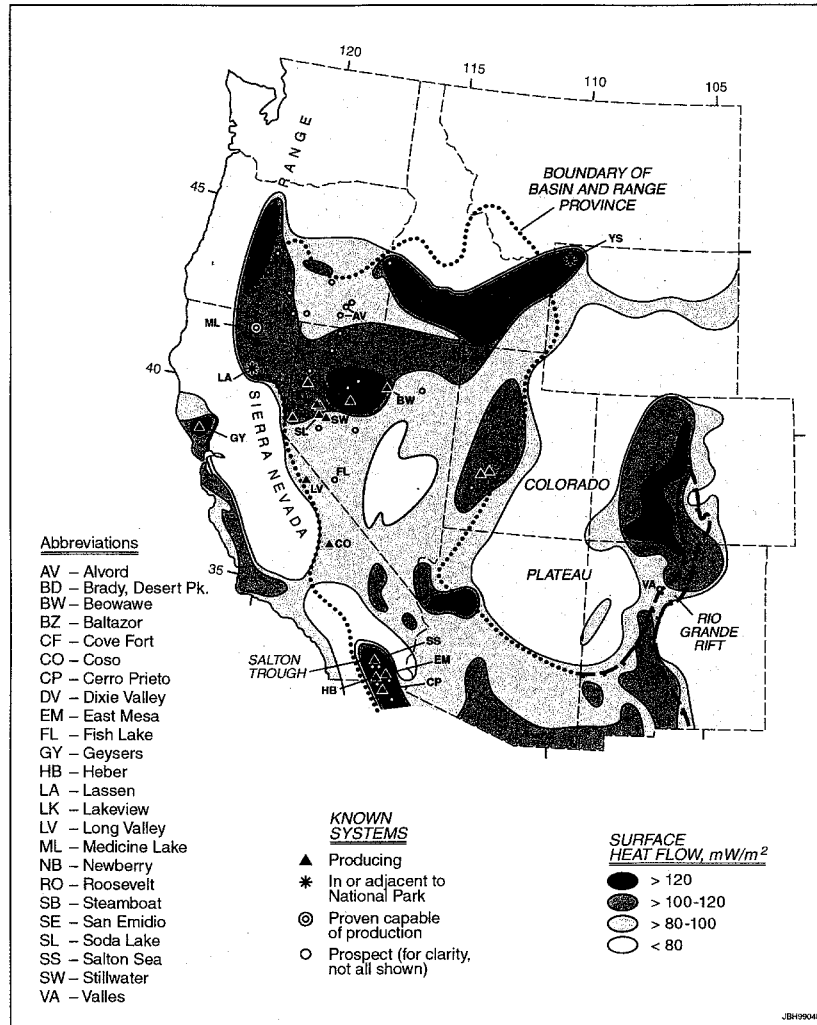 120
115
110
105
RANGE
45
BOUNDARY OF
BASIN AND RANGE
PROVINCE
YS
AV
ML
40
LA
BW
SIERRA NEVADA
SL
SW
GY
FL
LV
COLORADO
CO
35
PLATEAU
VA
RIO
GRANDE
RIFT
SS
SALTON
TROUGH
EM
HB
CP
Abbreviations
AV – Alvord
BD – Brady, Desert Pk.
BW – Beowawe
BZ – Baltazor
CF – Cove Fort
CO – Coso
CP – Cerro Prieto
DV – Dixie Valley
EM – East Mesa
FL – Fish Lake
GY – Geysers
HB – Heber
LA – Lassen
LK – Lakeview
LV – Long Valley
ML – Medicine Lake
NB – Newberry
RO – Roosevelt
SB – Steamboat
SE – San Emidio
SL – Soda Lake
SS – Salton Sea
SW – Stillwater
VA – Valles
KNOWN
SYSTEMS
Producing
In or adjacent to
National Park
Proven capable
of production
Prospect (for clarity,
not all shown)
SURFACE
HEAT FLOW, mW/m²
> 120
> 100-120
> 80-100
< 80